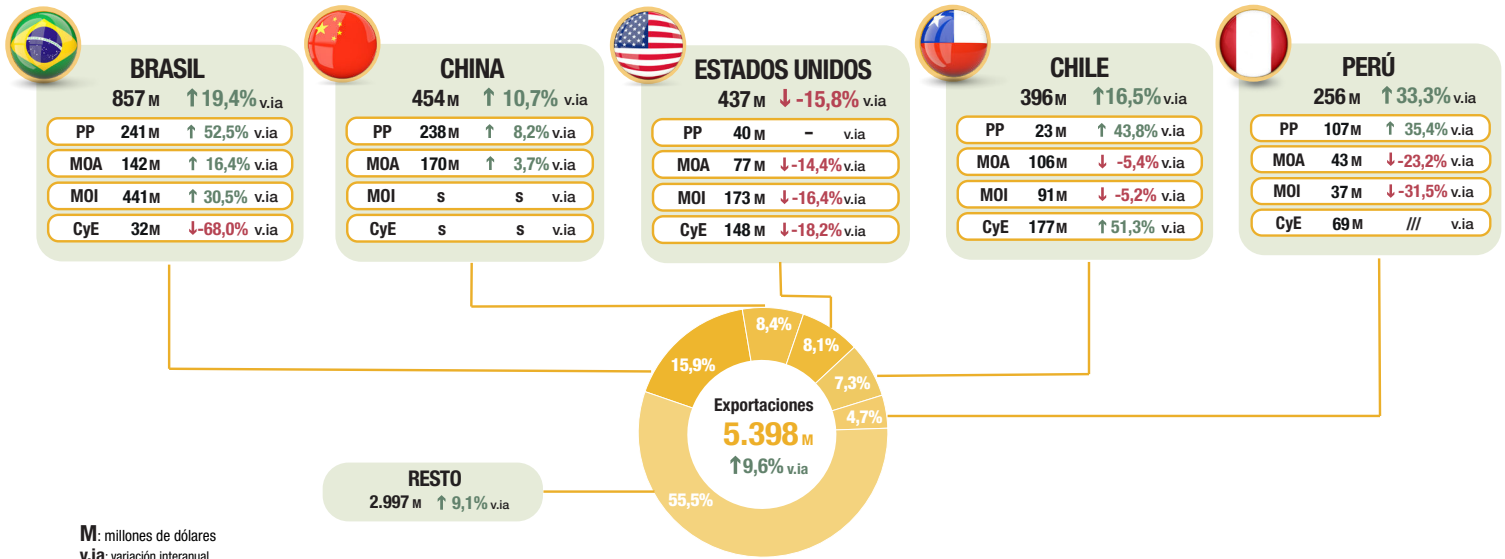 BRASIL
857 M ↑ 19,4% v.ia
PP 241 M ↑ 52,5% v.ia
MOA 142 M ↑ 16,4% v.ia
MOI 441 M ↑ 30,5% v.ia
CyE 32 M ↓-68,0% v.ia
CHINA
454 M ↑ 10,7% v.ia
PP 238 M ↑ 8,2% v.ia
MOA 170 M ↑ 3,7% v.ia
MOI s s v.ia
CyE s s v.ia
ESTADOS UNIDOS
437 M ↓ -15,8% v.ia
PP 40 M – v.ia
MOA 77 M ↓-14,4% v.ia
MOI 173 M ↓-16,4% v.ia
CyE 148 M ↓-18,2% v.ia
CHILE
396 M ↑16,5% v.ia
PP 23 M ↑ 43,8% v.ia
MOA 106 M ↓ -5,4% v.ia
MOI 91 M ↓ -5,2% v.ia
CyE 177 M ↑ 51,3% v.ia
PERÚ
256 M ↑ 33,3% v.ia
PP 107 M ↑ 35,4% v.ia
MOA 43 M ↓-23,2% v.ia
MOI 37 M ↓-31,5% v.ia
CyE 69 M /// v.ia
8,4%
8,1%
15,9%
7,3%
4,7%
Exportaciones
5.398 M
↑9,6% v.ia
55,5%
RESTO
2.997 M ↑ 9,1% v.ia
M: millones de dólares
v.ia: variación interanual